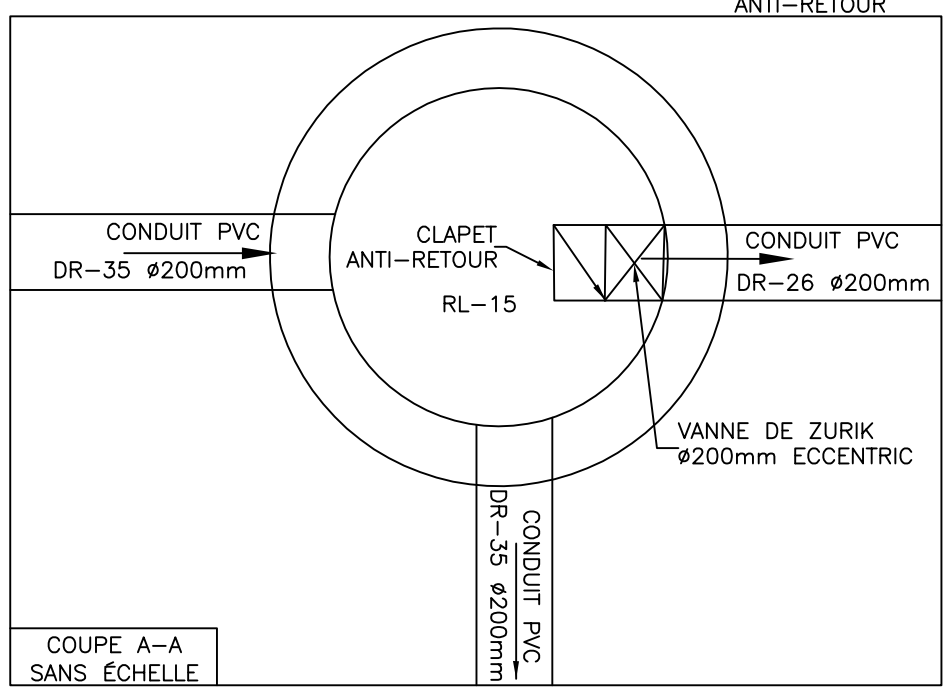 ANTI-RETOUR
CONDUIT PVC
DR-35 ø200mm
CLAPET
ANTI-RETOUR
RL-15
CONDUIT PVC
DR-26 ø200mm
VANNE DE ZURIK
ø200mm ECCENTRIC
CONDUIT PVC
DR-35 ø200mm
COUPE A-A
SANS ÉCHELLE